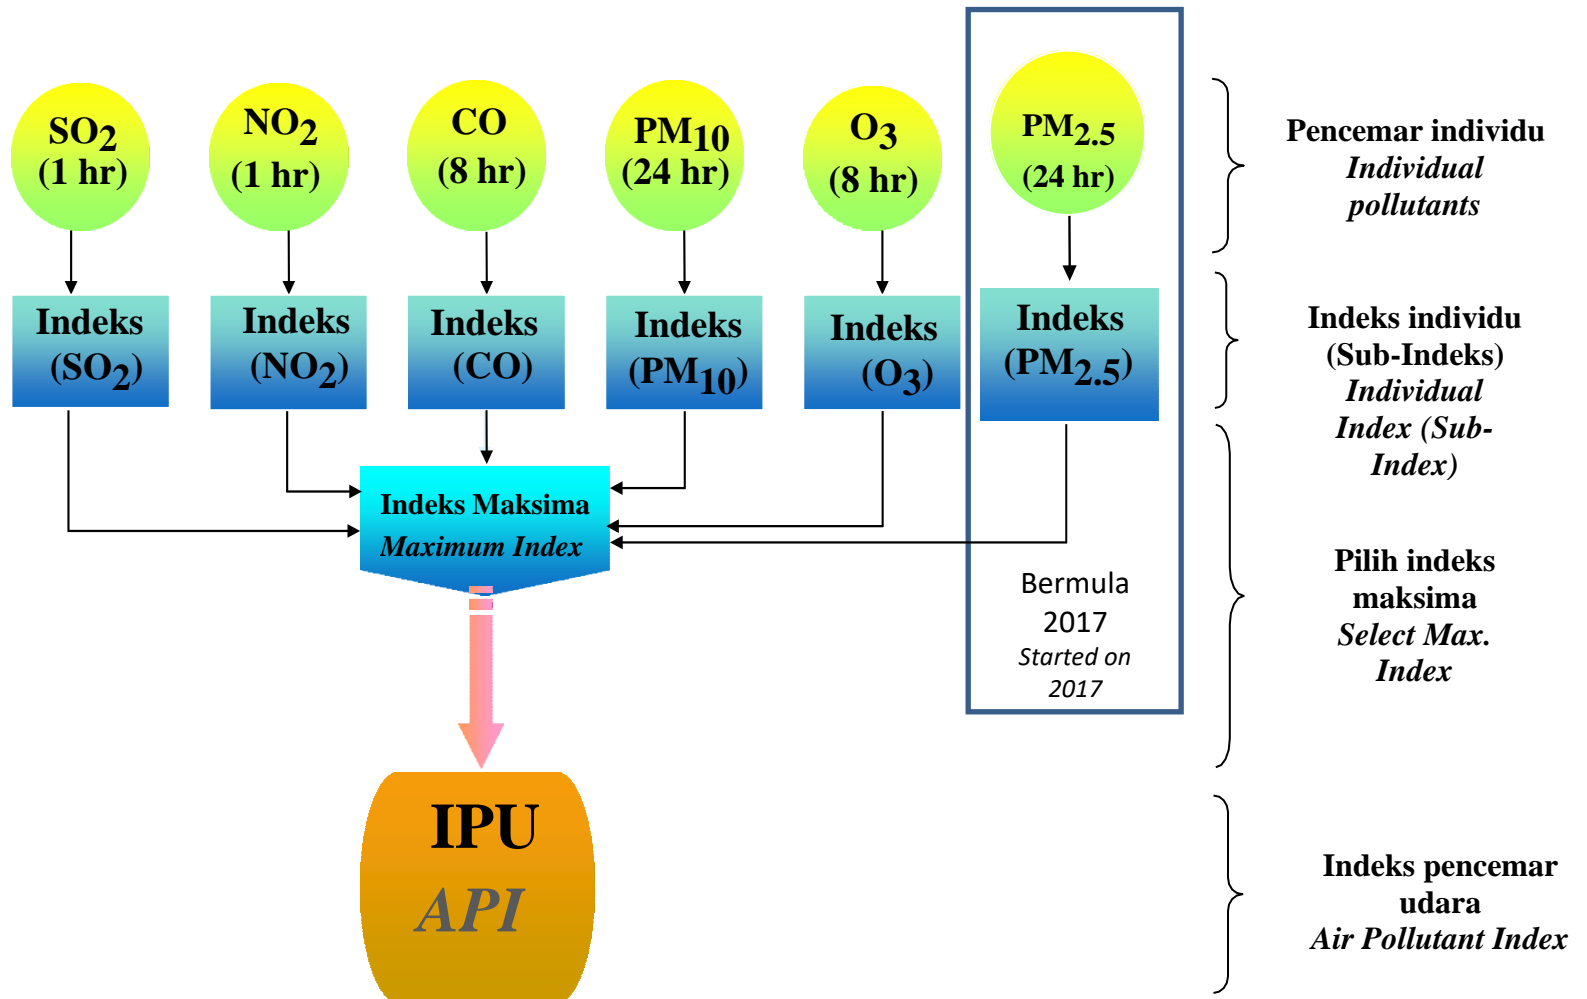 SO2
(1 hr)
NO2
(1 hr)
CO
(8 hr)
PM10
(24 hr)
O3
(8 hr)
PM2.5
(24 hr)
Pencemar individu
Individual
pollutants
Indeks
(SO2)
Indeks
(NO2)
Indeks
(CO)
Indeks
(PM10)
Indeks
(O3)
Indeks
(PM2.5)
Indeks individu
(Sub-Indeks)
Individual
Index (Sub-
Index)
Indeks Maksima
Maximum Index
Bermula
2017
Started on
2017
Pilih indeks
maksima
Select Max.
Index
IPU
API
Indeks pencemar
udara
Air Pollutant Index